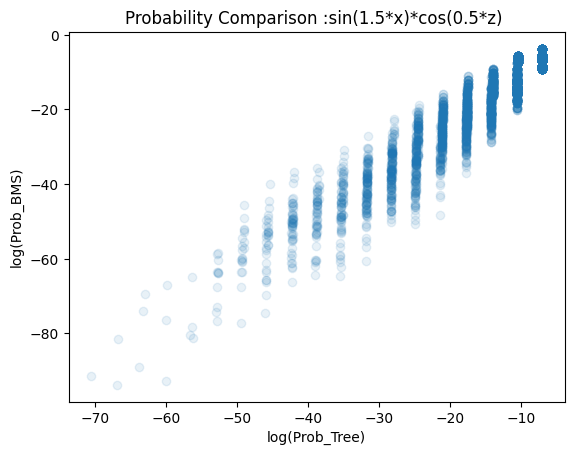 Probability Comparison :sin(1.5*x)*cos(0.5*z)
0
−20
−40
−60
−80
log(Prob_BMS)
−70 −60 −50 −40 −30 −20 −10
log(Prob_Tree)